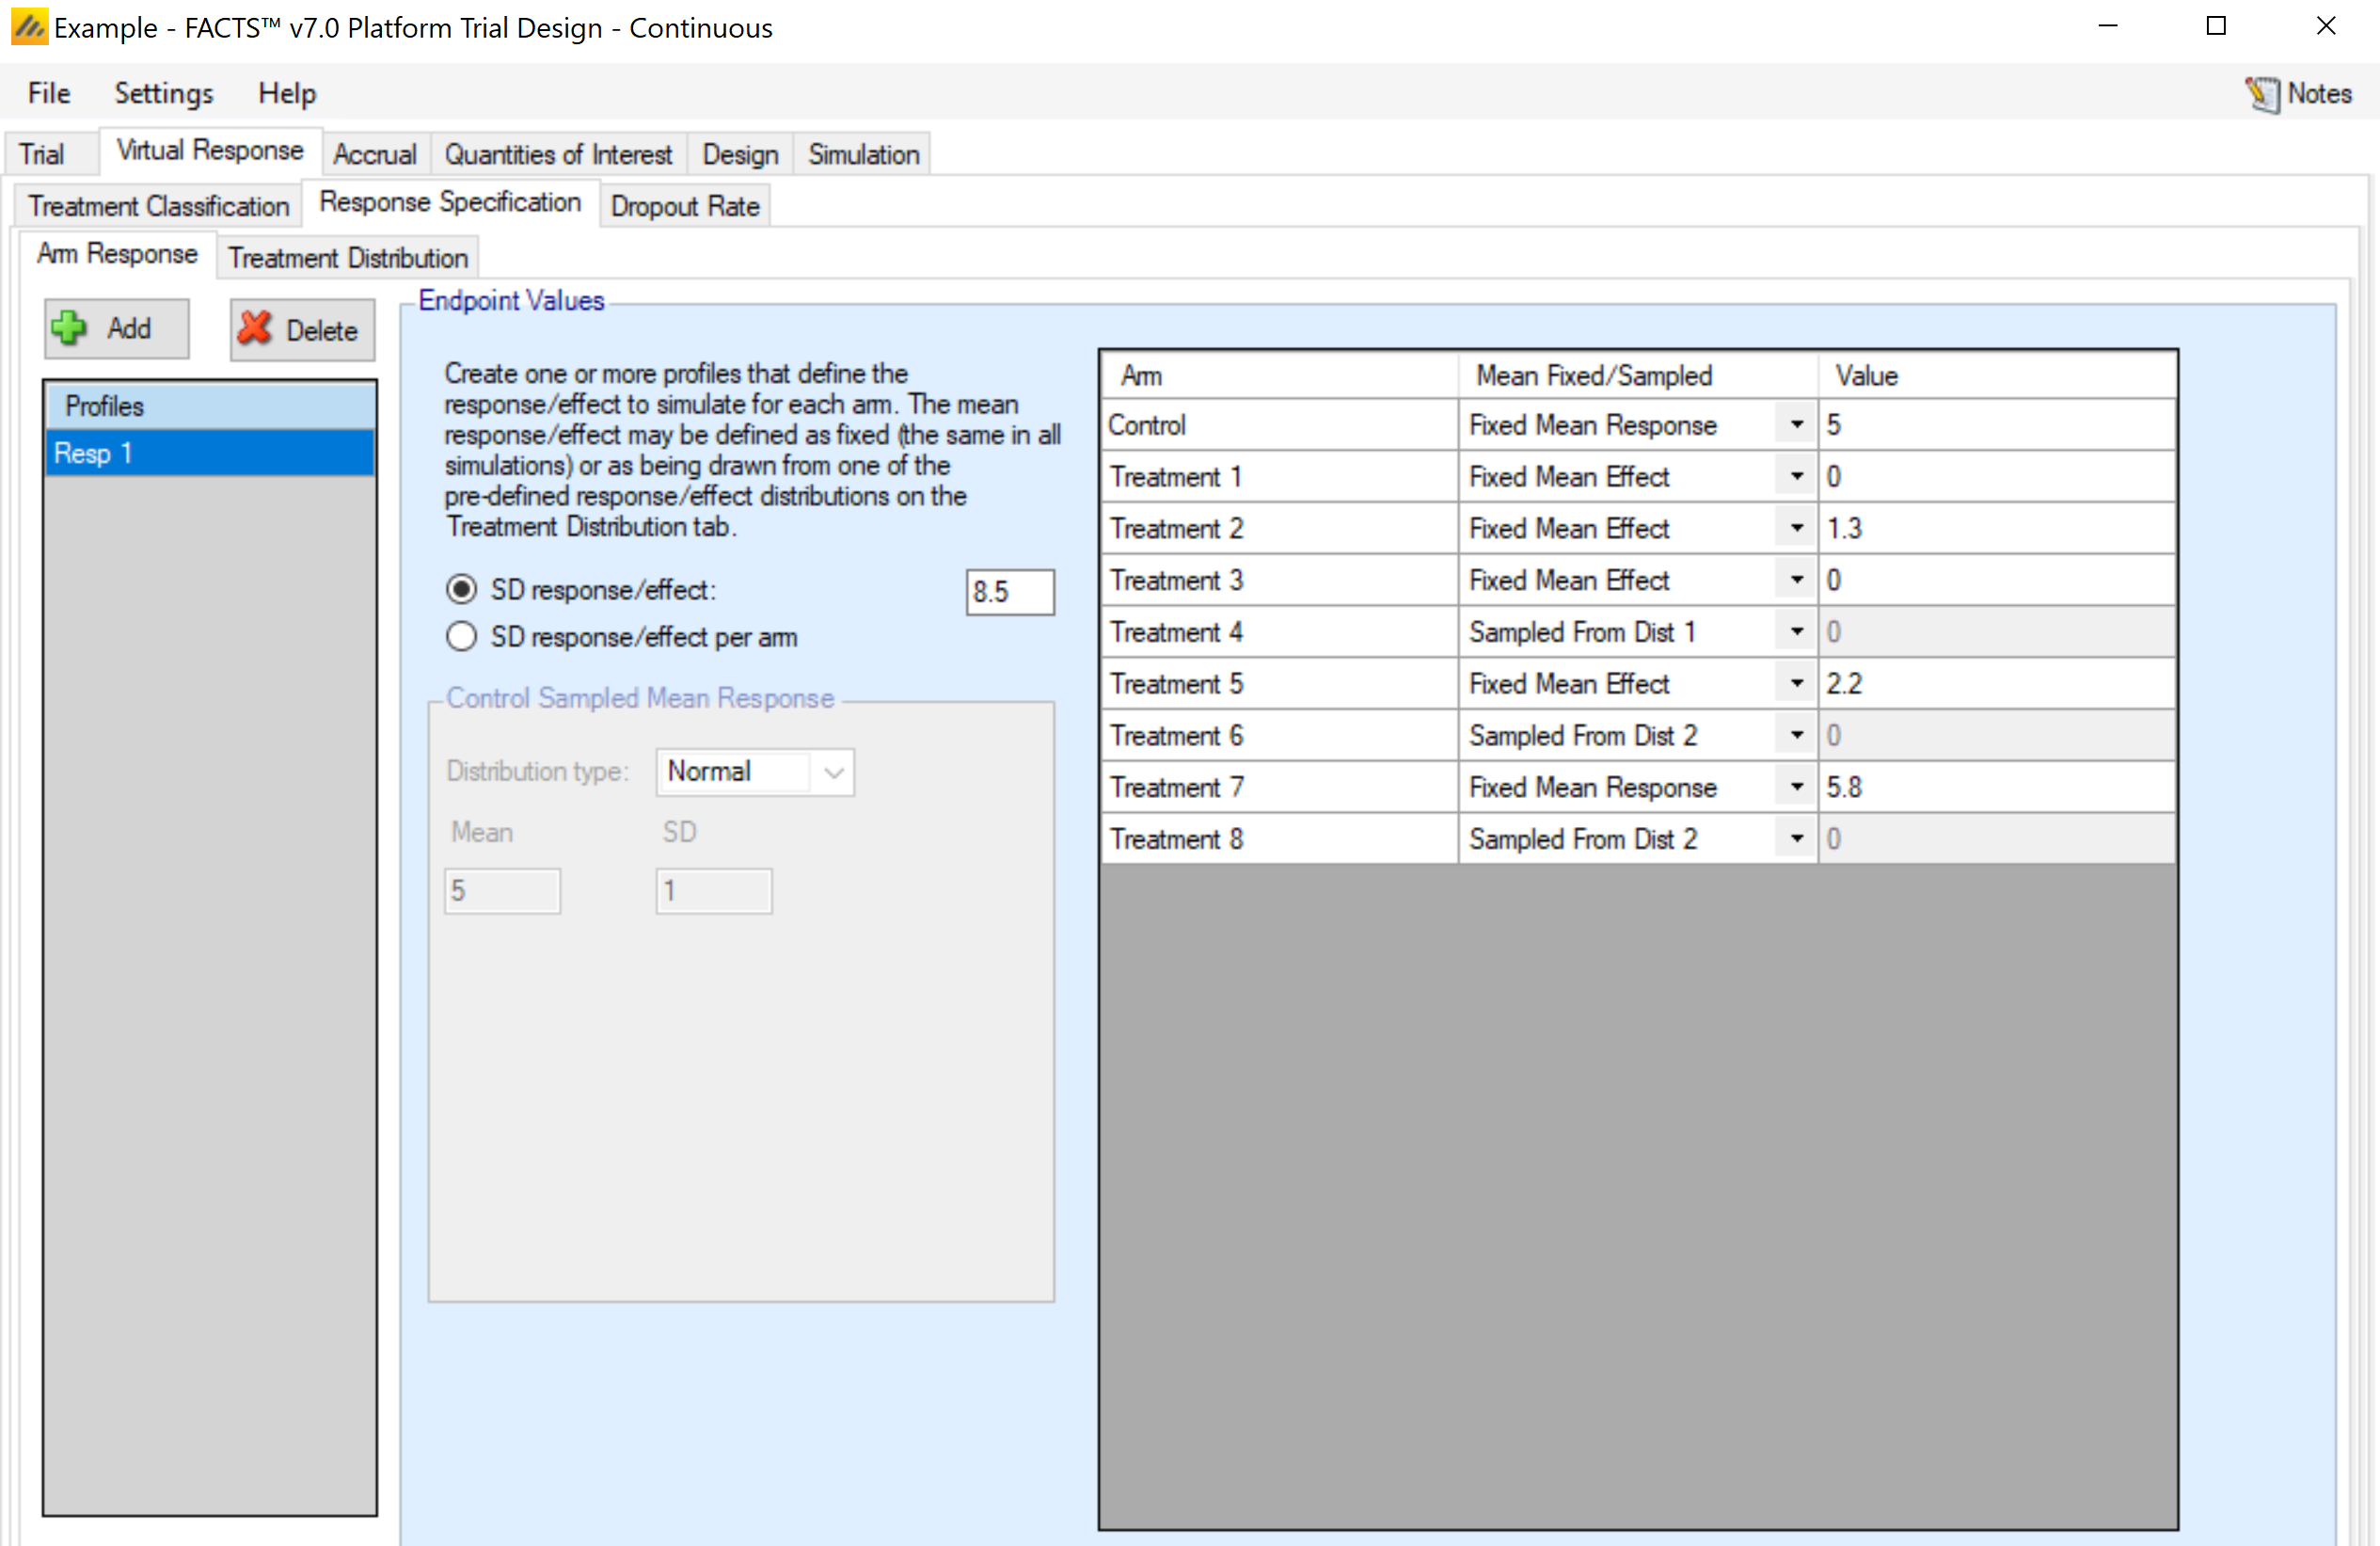 Example - FACTS™ v7.0 Platform Trial Design - Continuous
File Settings Help Notes
Trial Virtual Response Accrual Quantities of Interest Design Simulation
Treatment Classification Response Specification Dropout Rate
Arm Response Treatment Distribution
Add Delete
Profiles
Resp 1
Endpoint Values
Create one or more profiles that define the
response/effect to simulate for each arm. The mean
response/effect may be defined as fixed (the same in all
simulations) or as being drawn from one of the
pre-defined response/effect distributions on the
Treatment Distribution tab.
SD response/effect: 8.5
SD response/effect per arm
Control Sampled Mean Response
Distribution type: Normal
Mean SD
5 1
Arm Mean Fixed/Sampled Value
Control Fixed Mean Response 5
Treatment 1 Fixed Mean Effect 0
Treatment 2 Fixed Mean Effect 1.3
Treatment 3 Fixed Mean Effect 0
Treatment 4 Sampled From Dist 1 0
Treatment 5 Fixed Mean Effect 2.2
Treatment 6 Sampled From Dist 2 0
Treatment 7 Fixed Mean Response 5.8
Treatment 8 Sampled From Dist 2 0